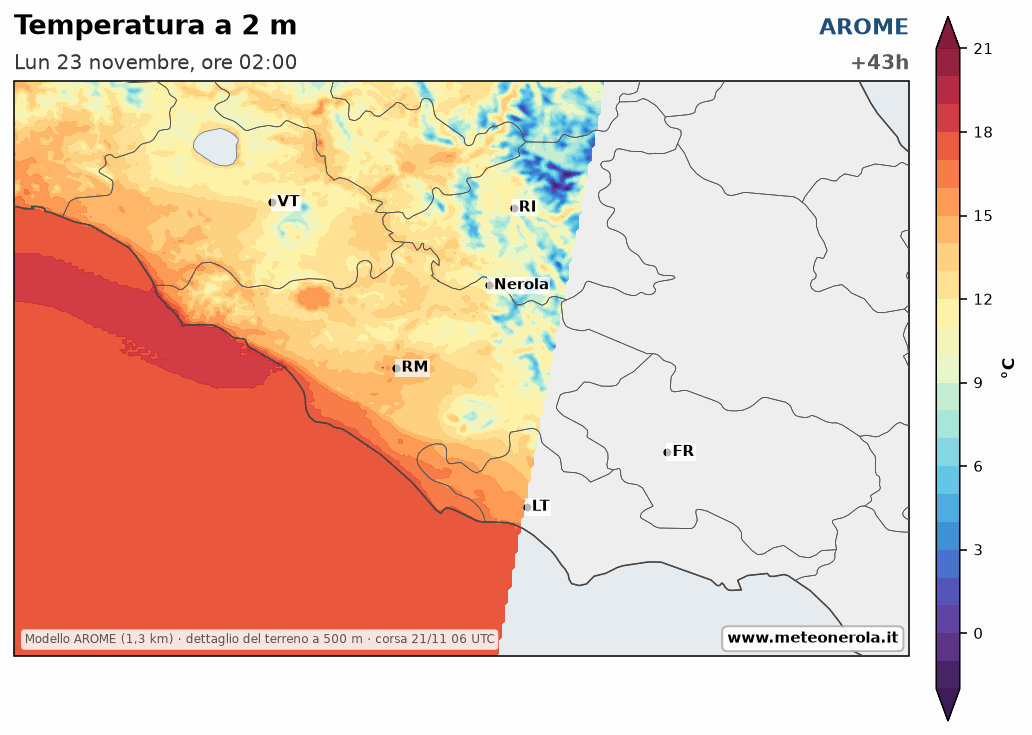 Temperatura a 2 m
AROME
Lun 23 novembre, ore 02:00
+43h
VT
RI
Nerola
RM
FR
LT
Modello AROME (1,3 km) · dettaglio del terreno a 500 m · corsa 21/11 06 UTC
www.meteonerola.it
21
18
15
12
9
6
3
0
°C